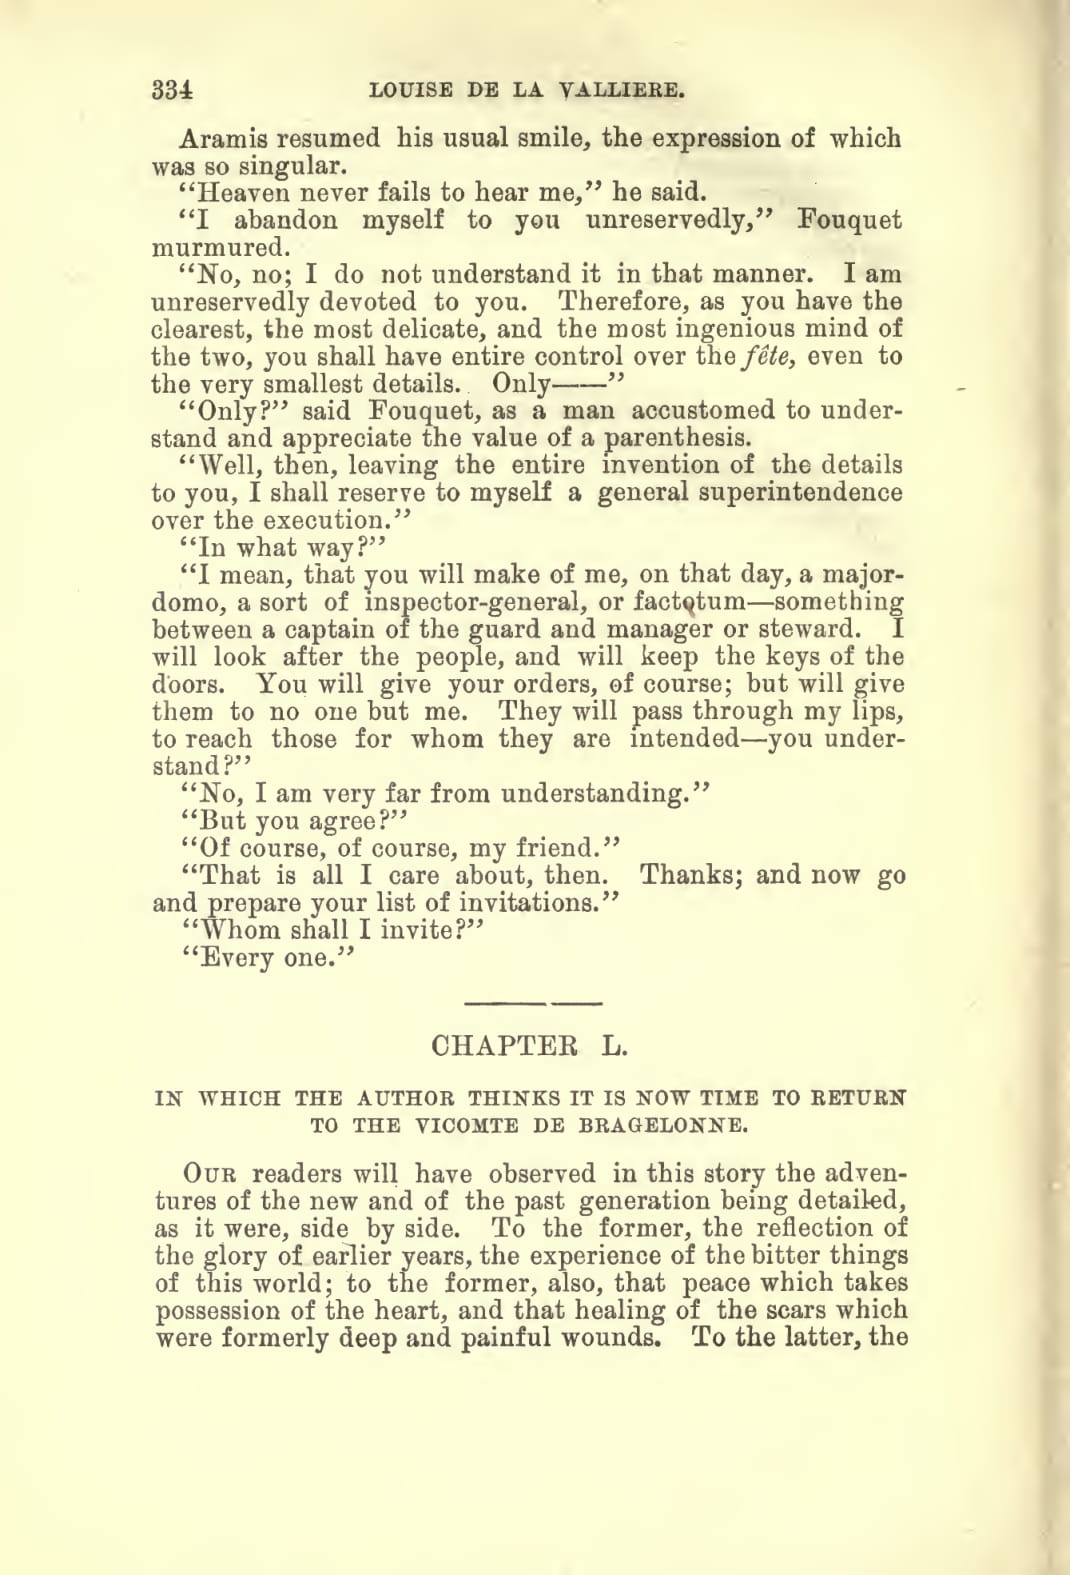 334 LOUISE DE LA VALLIERE.
Aramis resumed his usual smile, the expression of which
was so singular.
“Heaven never fails to hear me,” he said.
“I abandon myself to you unreservedly,” Fouquet
murmured.
“No, no; I do not understand it in that manner. I am
unreservedly devoted to you. Therefore, as you have the
clearest, the most delicate, and the most ingenious mind of
the two, you shall have entire control over the fête, even to
the very smallest details. Only——”
“Only?” said Fouquet, as a man accustomed to under-
stand and appreciate the value of a parenthesis.
“Well, then, leaving the entire invention of the details
to you, I shall reserve to myself a general superintendence
over the execution.”
“In what way?”
“I mean, that you will make of me, on that day, a major-
domo, a sort of inspector-general, or factotum—something
between a captain of the guard and manager or steward. I
will look after the people, and will keep the keys of the
doors. You will give your orders, of course; but will give
them to no one but me. They will pass through my lips,
to reach those for whom they are intended—you under-
stand?”
“No, I am very far from understanding.”
“But you agree?”
“Of course, of course, my friend.”
“That is all I care about, then. Thanks; and now go
and prepare your list of invitations.”
“Whom shall I invite?”
“Every one.”
CHAPTER L.
IN WHICH THE AUTHOR THINKS IT IS NOW TIME TO RETURN
TO THE VICOMTE DE BRAGELONNE.
OUR readers will have observed in this story the adven-
tures of the new and of the past generation being detailed,
as it were, side by side. To the former, the reflection of
the glory of earlier years, the experience of the bitter things
of this world; to the former, also, that peace which takes
possession of the heart, and that healing of the scars which
were formerly deep and painful wounds. To the latter, the